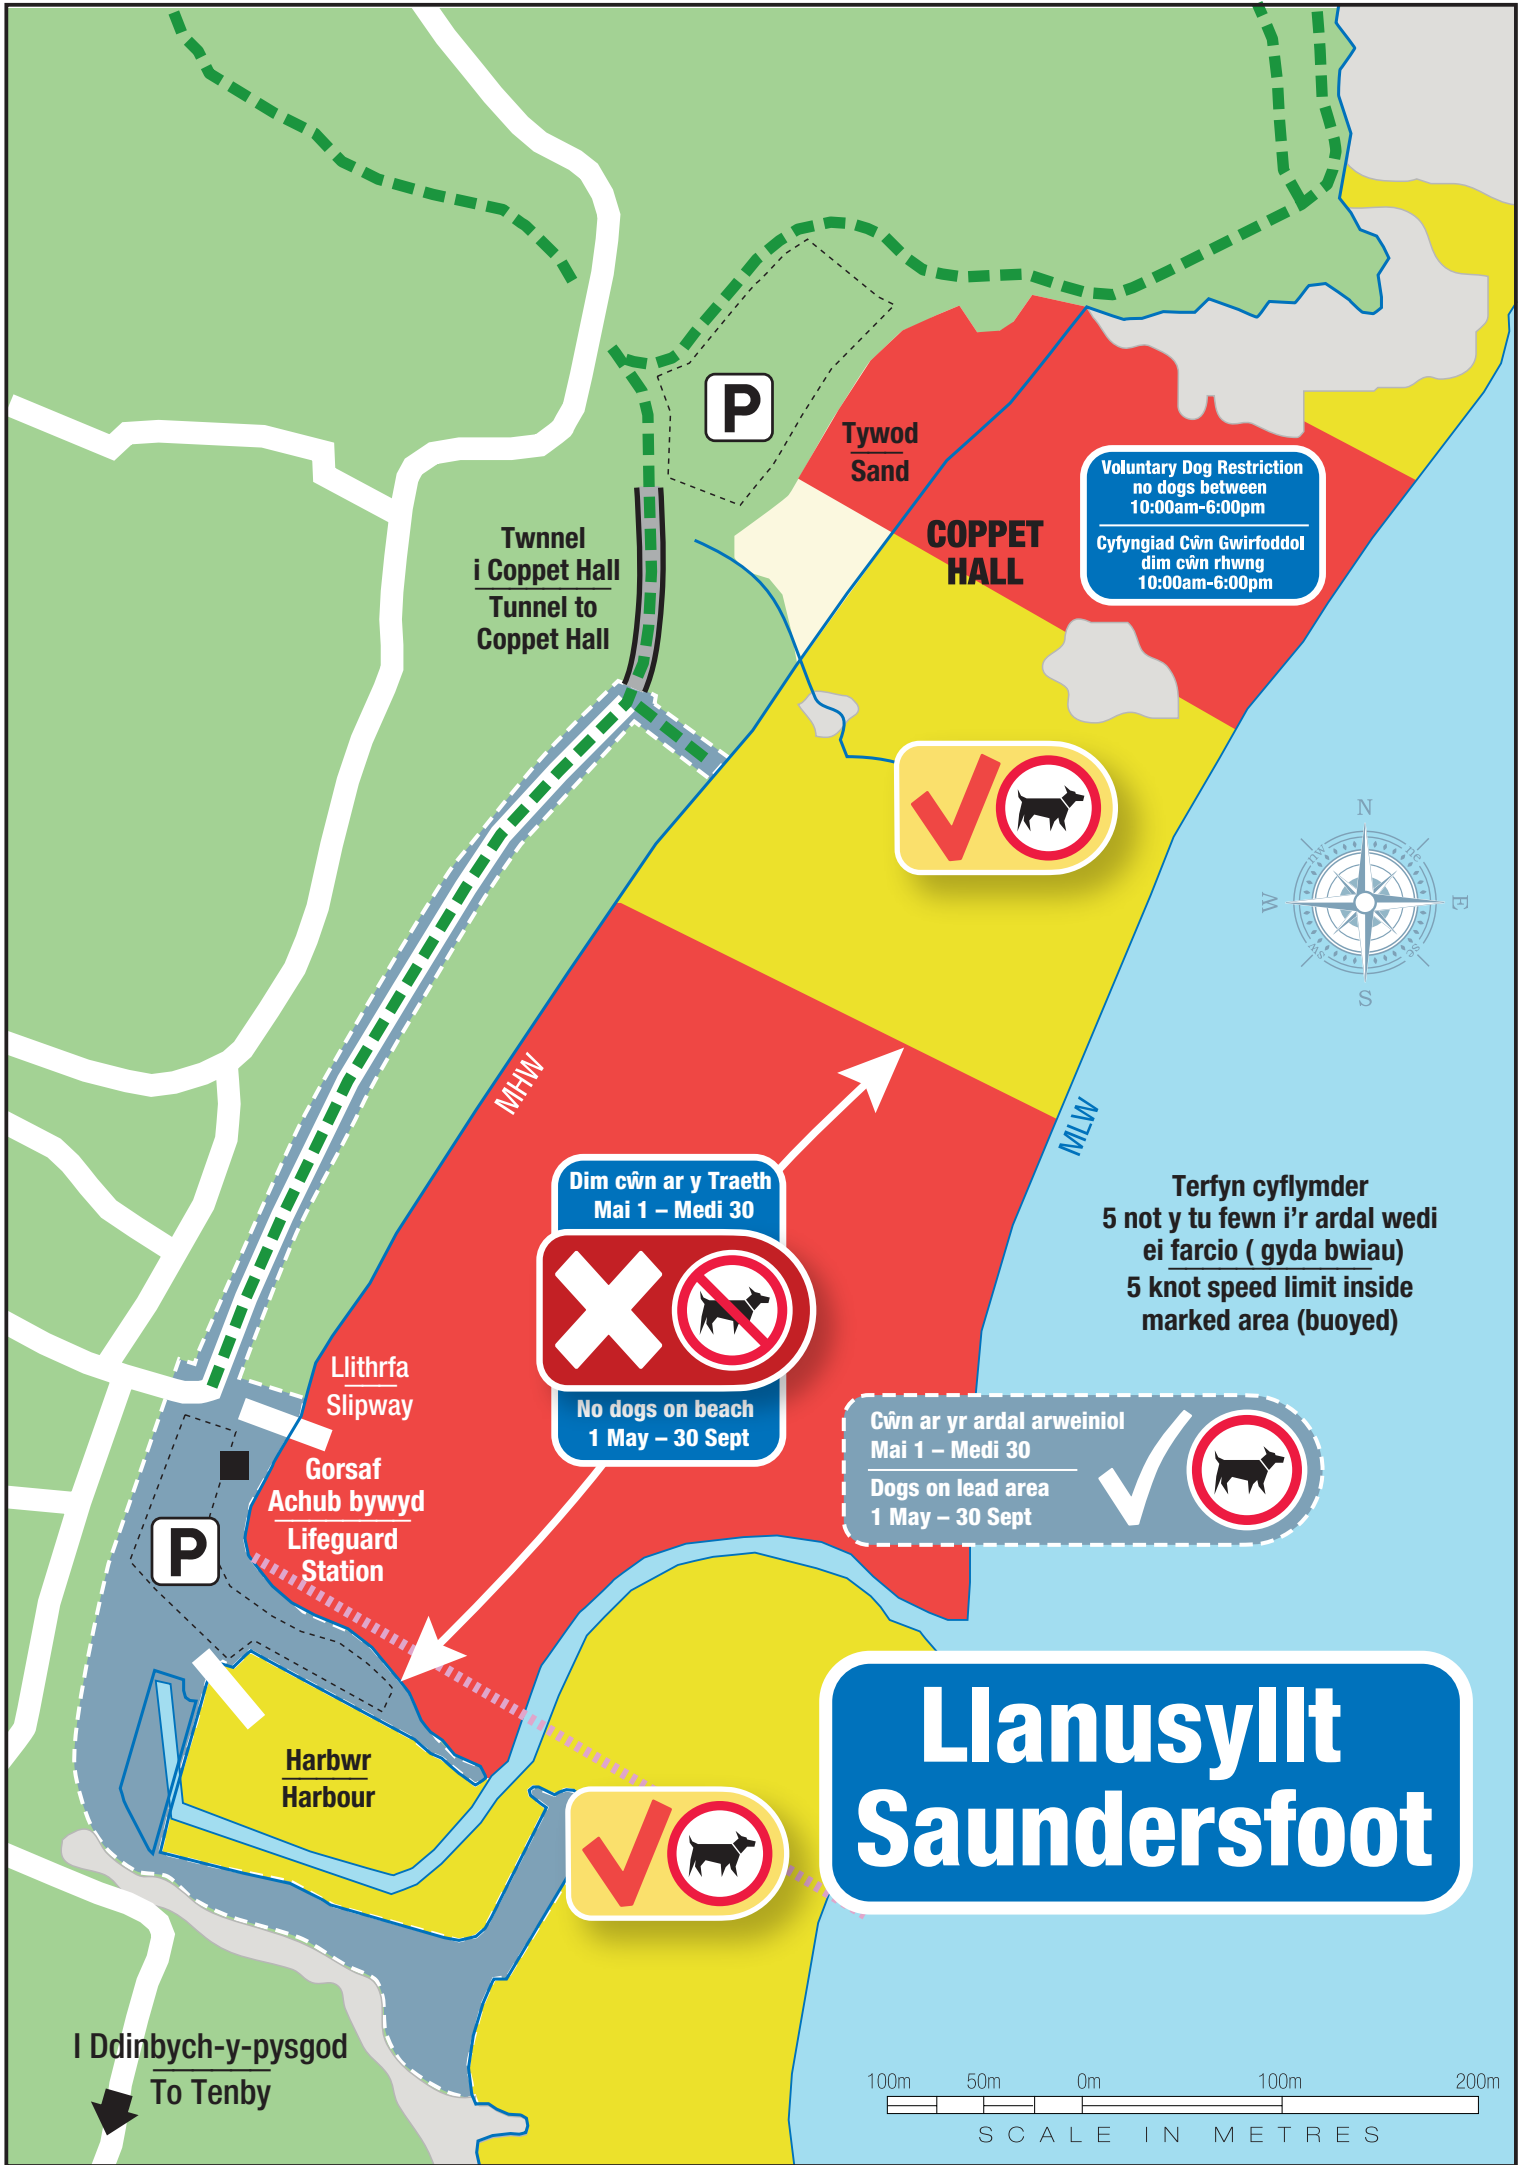 P
Tywod
Sand
Voluntary Dog Restriction
no dogs between
10:00am-6:00pm
Cyfyngiad Cŵn Gwirfoddol
dim cŵn rhwng
10:00am-6:00pm
COPPET
HALL
Twnnel
i Coppet Hall
Tunnel to
Coppet Hall
N
nw
ne
W
E
sw
se
S
MHW
MLW
Dim cŵn ar y Traeth
Mai 1 – Medi 30
No dogs on beach
1 May – 30 Sept
Terfyn cyflymder
5 not y tu fewn i'r ardal wedi
ei farcio ( gyda bwiau)
5 knot speed limit inside
marked area (buoyed)
Llithrfa
Slipway
Cŵn ar yr ardal arweiniol
Mai 1 – Medi 30
Dogs on lead area
1 May – 30 Sept
Gorsaf
Achub bywyd
Lifeguard
Station
P
Harbwr
Harbour
Llanusyllt
Saundersfoot
I Ddinbych-y-pysgod
To Tenby
100m 50m 0m 100m 200m
SCALE IN METRES